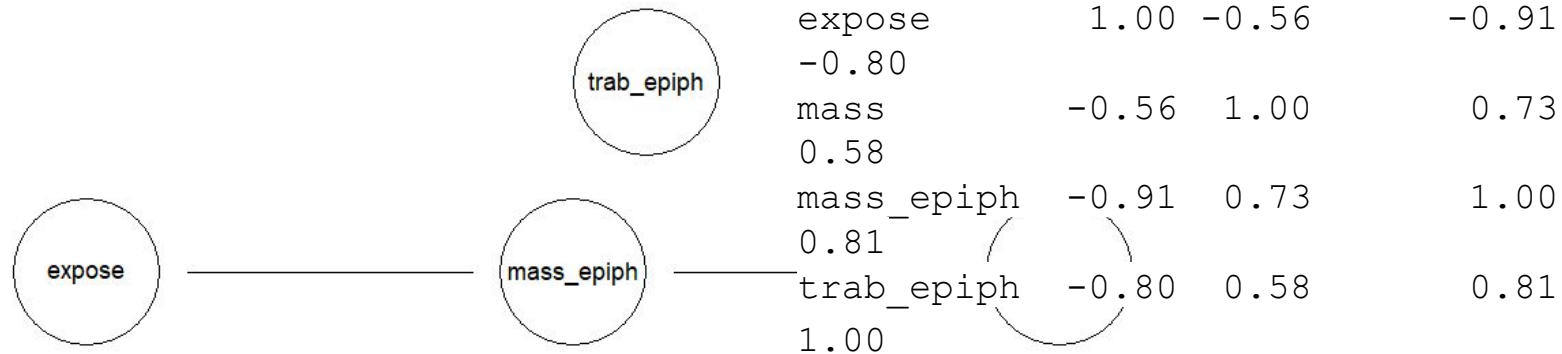 trab_epiph
expose
mass_epiph
expose 1.00 -0.56 -0.91
-0.80
mass -0.56 1.00 0.73
0.58
mass_epiph -0.91 0.73 1.00
0.81
trab_epiph -0.80 0.58 0.81
1.00